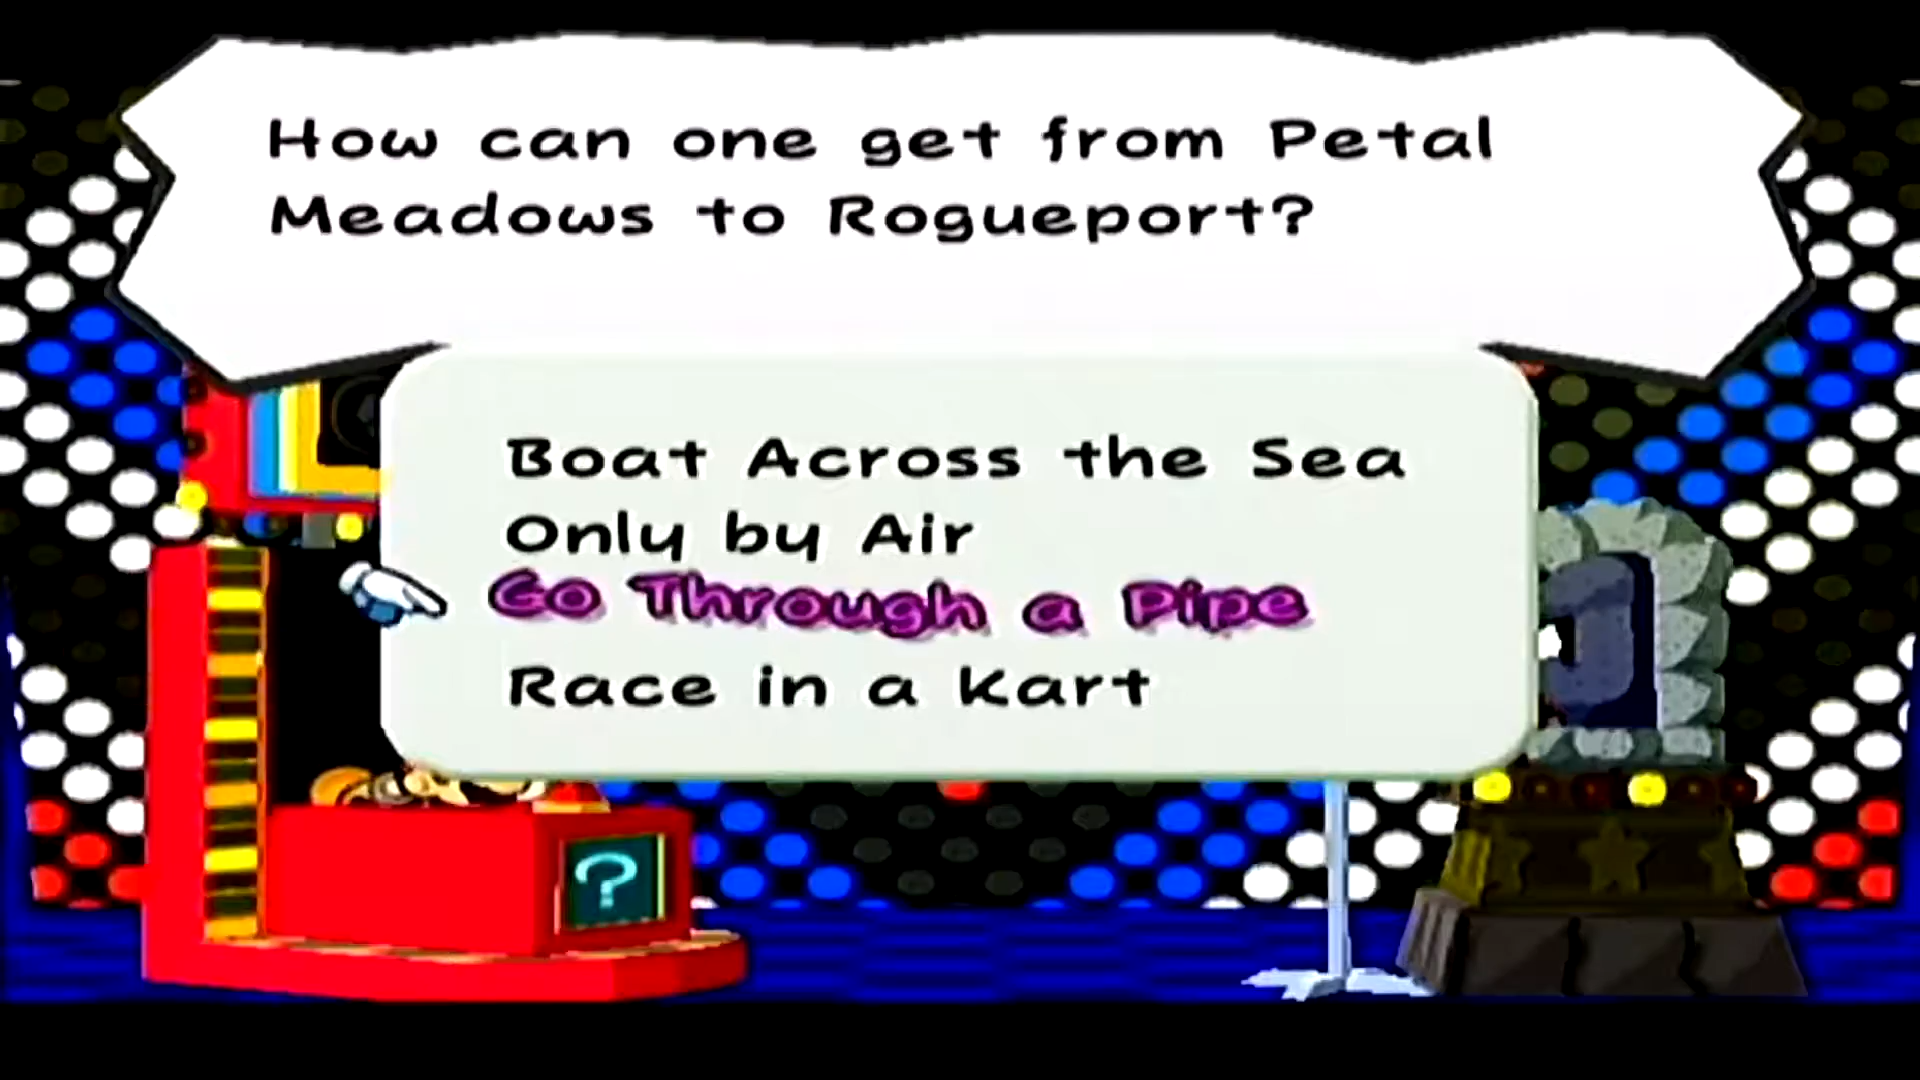 How can one get from Petal
Meadows to Rogueport?
Boat Across the Sea
Only by Air
Go Through a Pipe
Race in a Kart
?